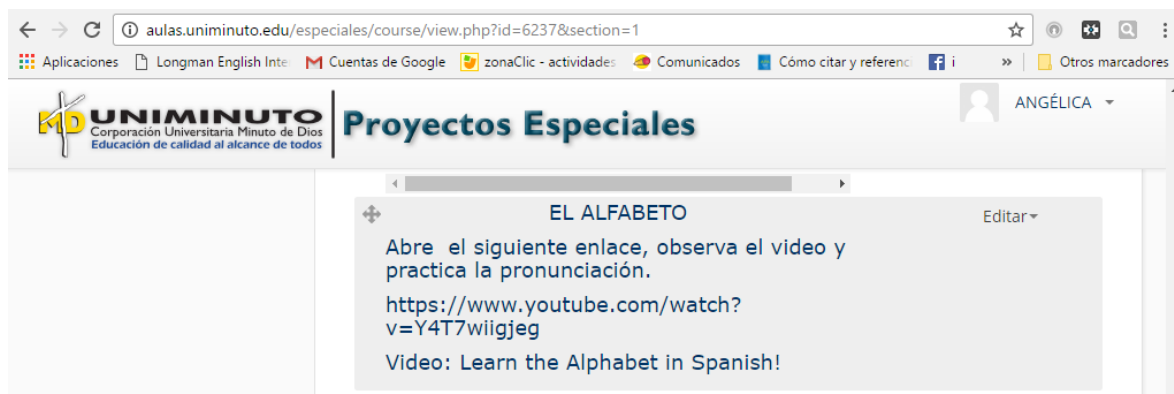 aulas.uniminuto.edu/especiales/course/view.php?id=6237&section=1
Aplicaciones Longman English Inte Cuentas de Google zonaClic - actividades Comunicados Cómo citar y referenci i » Otros marcadores
UNIMINUTO
Corporación Universitaria Minuto de Dios
Educación de calidad al alcance de todos
Proyectos Especiales
ANGÉLICA
EL ALFABETO
Editar
Abre el siguiente enlace, observa el video y
practica la pronunciación.
https://www.youtube.com/watch?
v=Y4T7wiigjeg
Video: Learn the Alphabet in Spanish!